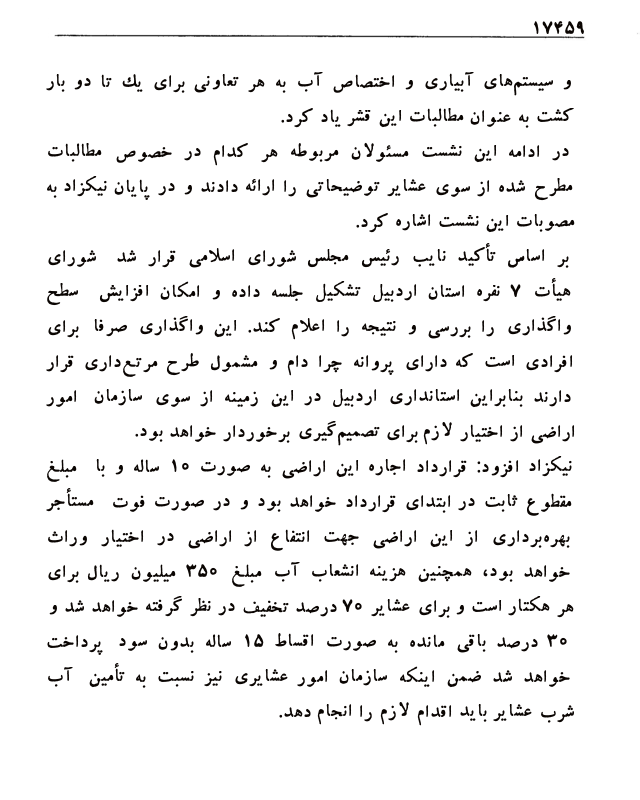 ۱۷۴۵۹
و سیستم‌های آبیاری و اختصاص آب به هر تعاونی برای یك تا دو بار
کشت به عنوان مطالبات این قشر یاد کرد.
در ادامه این نشست مسئولان مربوطه هر کدام در خصوص مطالبات
مطرح شده از سوی عشایر توضیحاتی را ارائه دادند و در پایان نیکزاد به
مصوبات این نشست اشاره کرد.
بر اساس تأکید نایب رئیس مجلس شورای اسلامی قرار شد شورای
هیأت ۷ نفره استان اردبیل تشکیل جلسه داده و امکان افزایش سطح
واگذاری را بررسی و نتیجه را اعلام کند. این واگذاری صرفا برای
افرادی است که دارای پروانه چرا دام و مشمول طرح مرتع‌داری قرار
دارند بنابراین استانداری اردبیل در این زمینه از سوی سازمان امور
اراضی از اختیار لازم برای تصمیم‌گیری برخوردار خواهد بود.
نیکزاد افزود: قرارداد اجاره این اراضی به صورت ۱۰ ساله و با مبلغ
مقطوع ثابت در ابتدای قرارداد خواهد بود و در صورت فوت مستأجر
بهره‌برداری از این اراضی جهت انتفاع از اراضی در اختیار وراث
خواهد بود، همچنین هزینه انشعاب آب مبلغ ۳۵۰ میلیون ریال برای
هر هکتار است و برای عشایر ۷۰ درصد تخفیف در نظر گرفته خواهد شد و
۳۰ درصد باقی مانده به صورت اقساط ۱۵ ساله بدون سود پرداخت
خواهد شد ضمن اینکه سازمان امور عشایری نیز نسبت به تأمین آب
شرب عشایر باید اقدام لازم را انجام دهد.